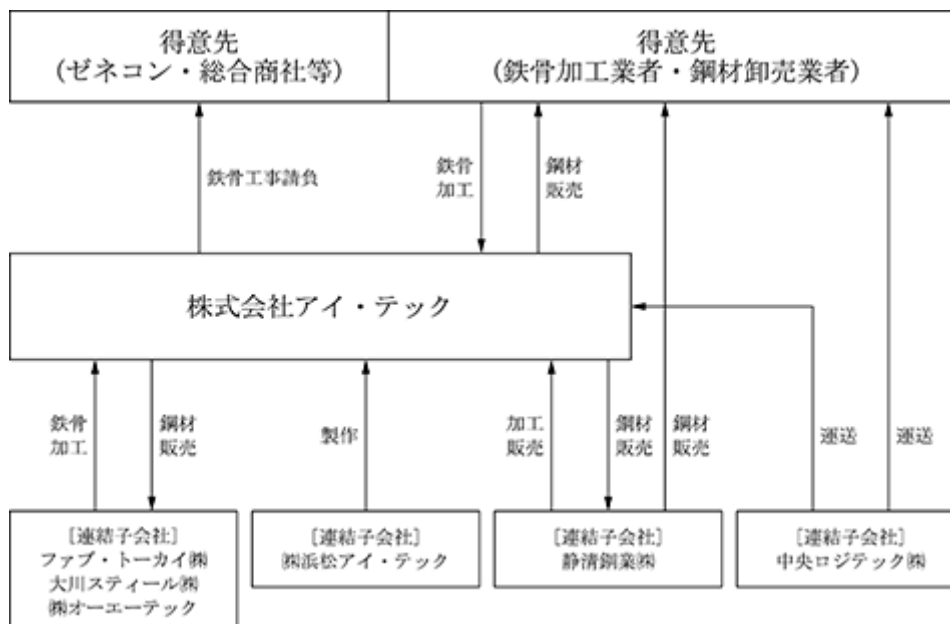 得意先
(ゼネコン・総合商社等)
得意先
(鉄骨加工業者・鋼材卸売業者)
鉄骨工事請負
鉄骨
加工
鋼材
販売
株式会社アイ・テック
鉄骨
加工
鋼材
販売
製作
加工
販売
鋼材
販売
鋼材
販売
運送
運送
[連結子会社]
ファブ・トーカイ㈱
大川スティール㈱
㈱オーエーテック
[連結子会社]
㈱浜松アイ・テック
[連結子会社]
静清鋼業㈱
[連結子会社]
中央ロジテック㈱